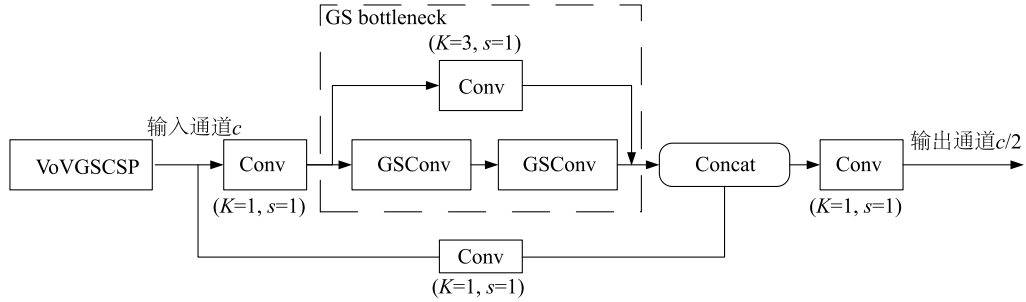 GS bottleneck
(K=3, s=1)
Conv
输入通道c
输出通道c/2
VoVGSCSP
Conv
GSConv
GSConv
Concat
Conv
(K=1, s=1)
(K=1, s=1)
Conv
(K=1, s=1)